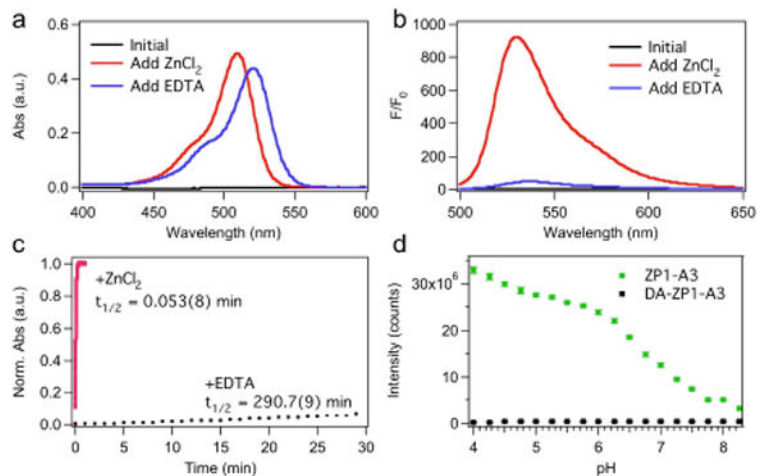 a
0.6
0.4
0.2
0.0
Abs (a.u.)
Initial
Add ZnCl₂
Add EDTA
400 450 500 550 600
Wavelength (nm)
b
1000
800
600
400
200
0
F/F₀
Initial
Add ZnCl₂
Add EDTA
500 550 600 650
Wavelength (nm)
c
1.0
0.8
0.6
0.4
0.2
0.0
Norm. Abs (a.u.)
+ZnCl₂
t₁/₂ = 0.053(8) min
+EDTA
t₁/₂ = 290.7(9) min
0 5 10 15 20 25 30
Time (min)
d
30x10⁶
20
10
0
Intensity (counts)
ZP1-A3
DA-ZP1-A3
4 5 6 7 8
pH